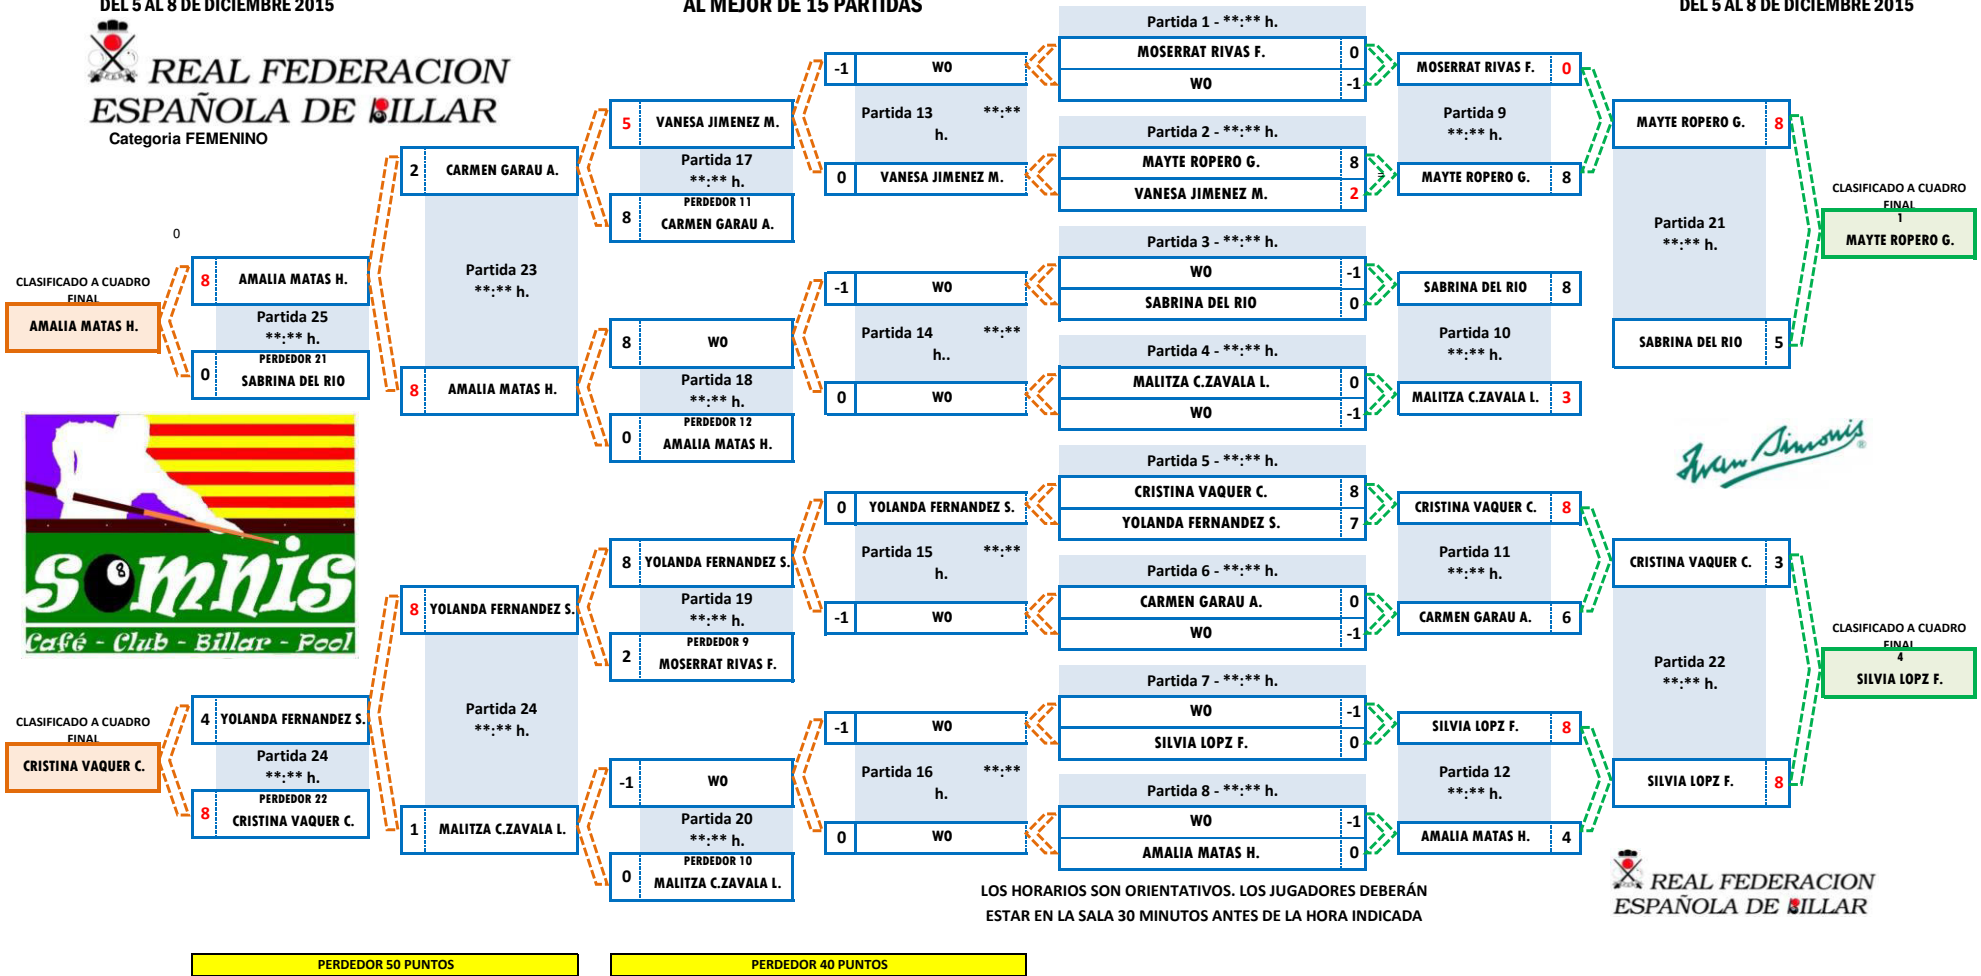 DEL 5 AL 8 DE DICIEMBRE 2015
AL MEJOR DE 15 PARTIDAS
DEL 5 AL 8 DE DICIEMBRE 2015
REAL FEDERACION
ESPAÑOLA DE BILLAR
Categoria FEMENINO
Partida 1 - **:** h.
MOSERRAT RIVAS F. 0
WO -1
Partida 2 - **:** h.
MAYTE ROPERO G. 8
VANESA JIMENEZ M. 2
Partida 3 - **:** h.
WO -1
SABRINA DEL RIO 0
Partida 4 - **:** h.
MALITZA C.ZAVALA L. 0
WO -1
Partida 5 - **:** h.
CRISTINA VAQUER C. 8
YOLANDA FERNANDEZ S. 7
Partida 6 - **:** h.
CARMEN GARAU A. 0
WO -1
Partida 7 - **:** h.
WO -1
SILVIA LOPZ F. 0
Partida 8 - **:** h.
WO -1
AMALIA MATAS H. 0
MOSERRAT RIVAS F. 0
Partida 9
**:** h.
=
MAYTE ROPERO G. 8
SABRINA DEL RIO 8
Partida 10
**:** h.
MALITZA C.ZAVALA L. 3
CRISTINA VAQUER C. 8
Partida 11
**:** h.
CARMEN GARAU A. 6
SILVIA LOPZ F. 8
Partida 12
**:** h.
AMALIA MATAS H. 4
MAYTE ROPERO G. 8
Partida 21
**:** h.
SABRINA DEL RIO 5
CRISTINA VAQUER C. 3
Partida 22
**:** h.
SILVIA LOPZ F. 8
CLASIFICADO A CUADRO
FINAL
1
MAYTE ROPERO G.
CLASIFICADO A CUADRO
FINAL
4
SILVIA LOPZ F.
-1 WO
Partida 13 **:**
h.
0 VANESA JIMENEZ M.
-1 WO
Partida 14 **:**
h..
0 WO
0 YOLANDA FERNANDEZ S.
Partida 15 **:**
h.
-1 WO
-1 WO
Partida 16 **:**
h.
0 WO
5 VANESA JIMENEZ M.
Partida 17
**:** h.
PERDEDOR 11
8 CARMEN GARAU A.
8 WO
Partida 18
**:** h.
PERDEDOR 12
0 AMALIA MATAS H.
8 YOLANDA FERNANDEZ S.
Partida 19
**:** h.
PERDEDOR 9
2 MOSERRAT RIVAS F.
-1 WO
Partida 20
**:** h.
PERDEDOR 10
0 MALITZA C.ZAVALA L.
2 CARMEN GARAU A.
Partida 23
**:** h.
8 AMALIA MATAS H.
8 YOLANDA FERNANDEZ S.
Partida 24
**:** h.
1 MALITZA C.ZAVALA L.
0
8 AMALIA MATAS H.
Partida 25
**:** h.
PERDEDOR 21
0 SABRINA DEL RIO
4 YOLANDA FERNANDEZ S.
Partida 24
**:** h.
PERDEDOR 22
8 CRISTINA VAQUER C.
CLASIFICADO A CUADRO
FINAL
AMALIA MATAS H.
CLASIFICADO A CUADRO
FINAL
CRISTINA VAQUER C.
8
somnis
Café - Club - Billar - Pool
Iwan Simonis ®
REAL FEDERACION
ESPAÑOLA DE BILLAR
LOS HORARIOS SON ORIENTATIVOS. LOS JUGADORES DEBERÁN
ESTAR EN LA SALA 30 MINUTOS ANTES DE LA HORA INDICADA
PERDEDOR 50 PUNTOS
PERDEDOR 40 PUNTOS